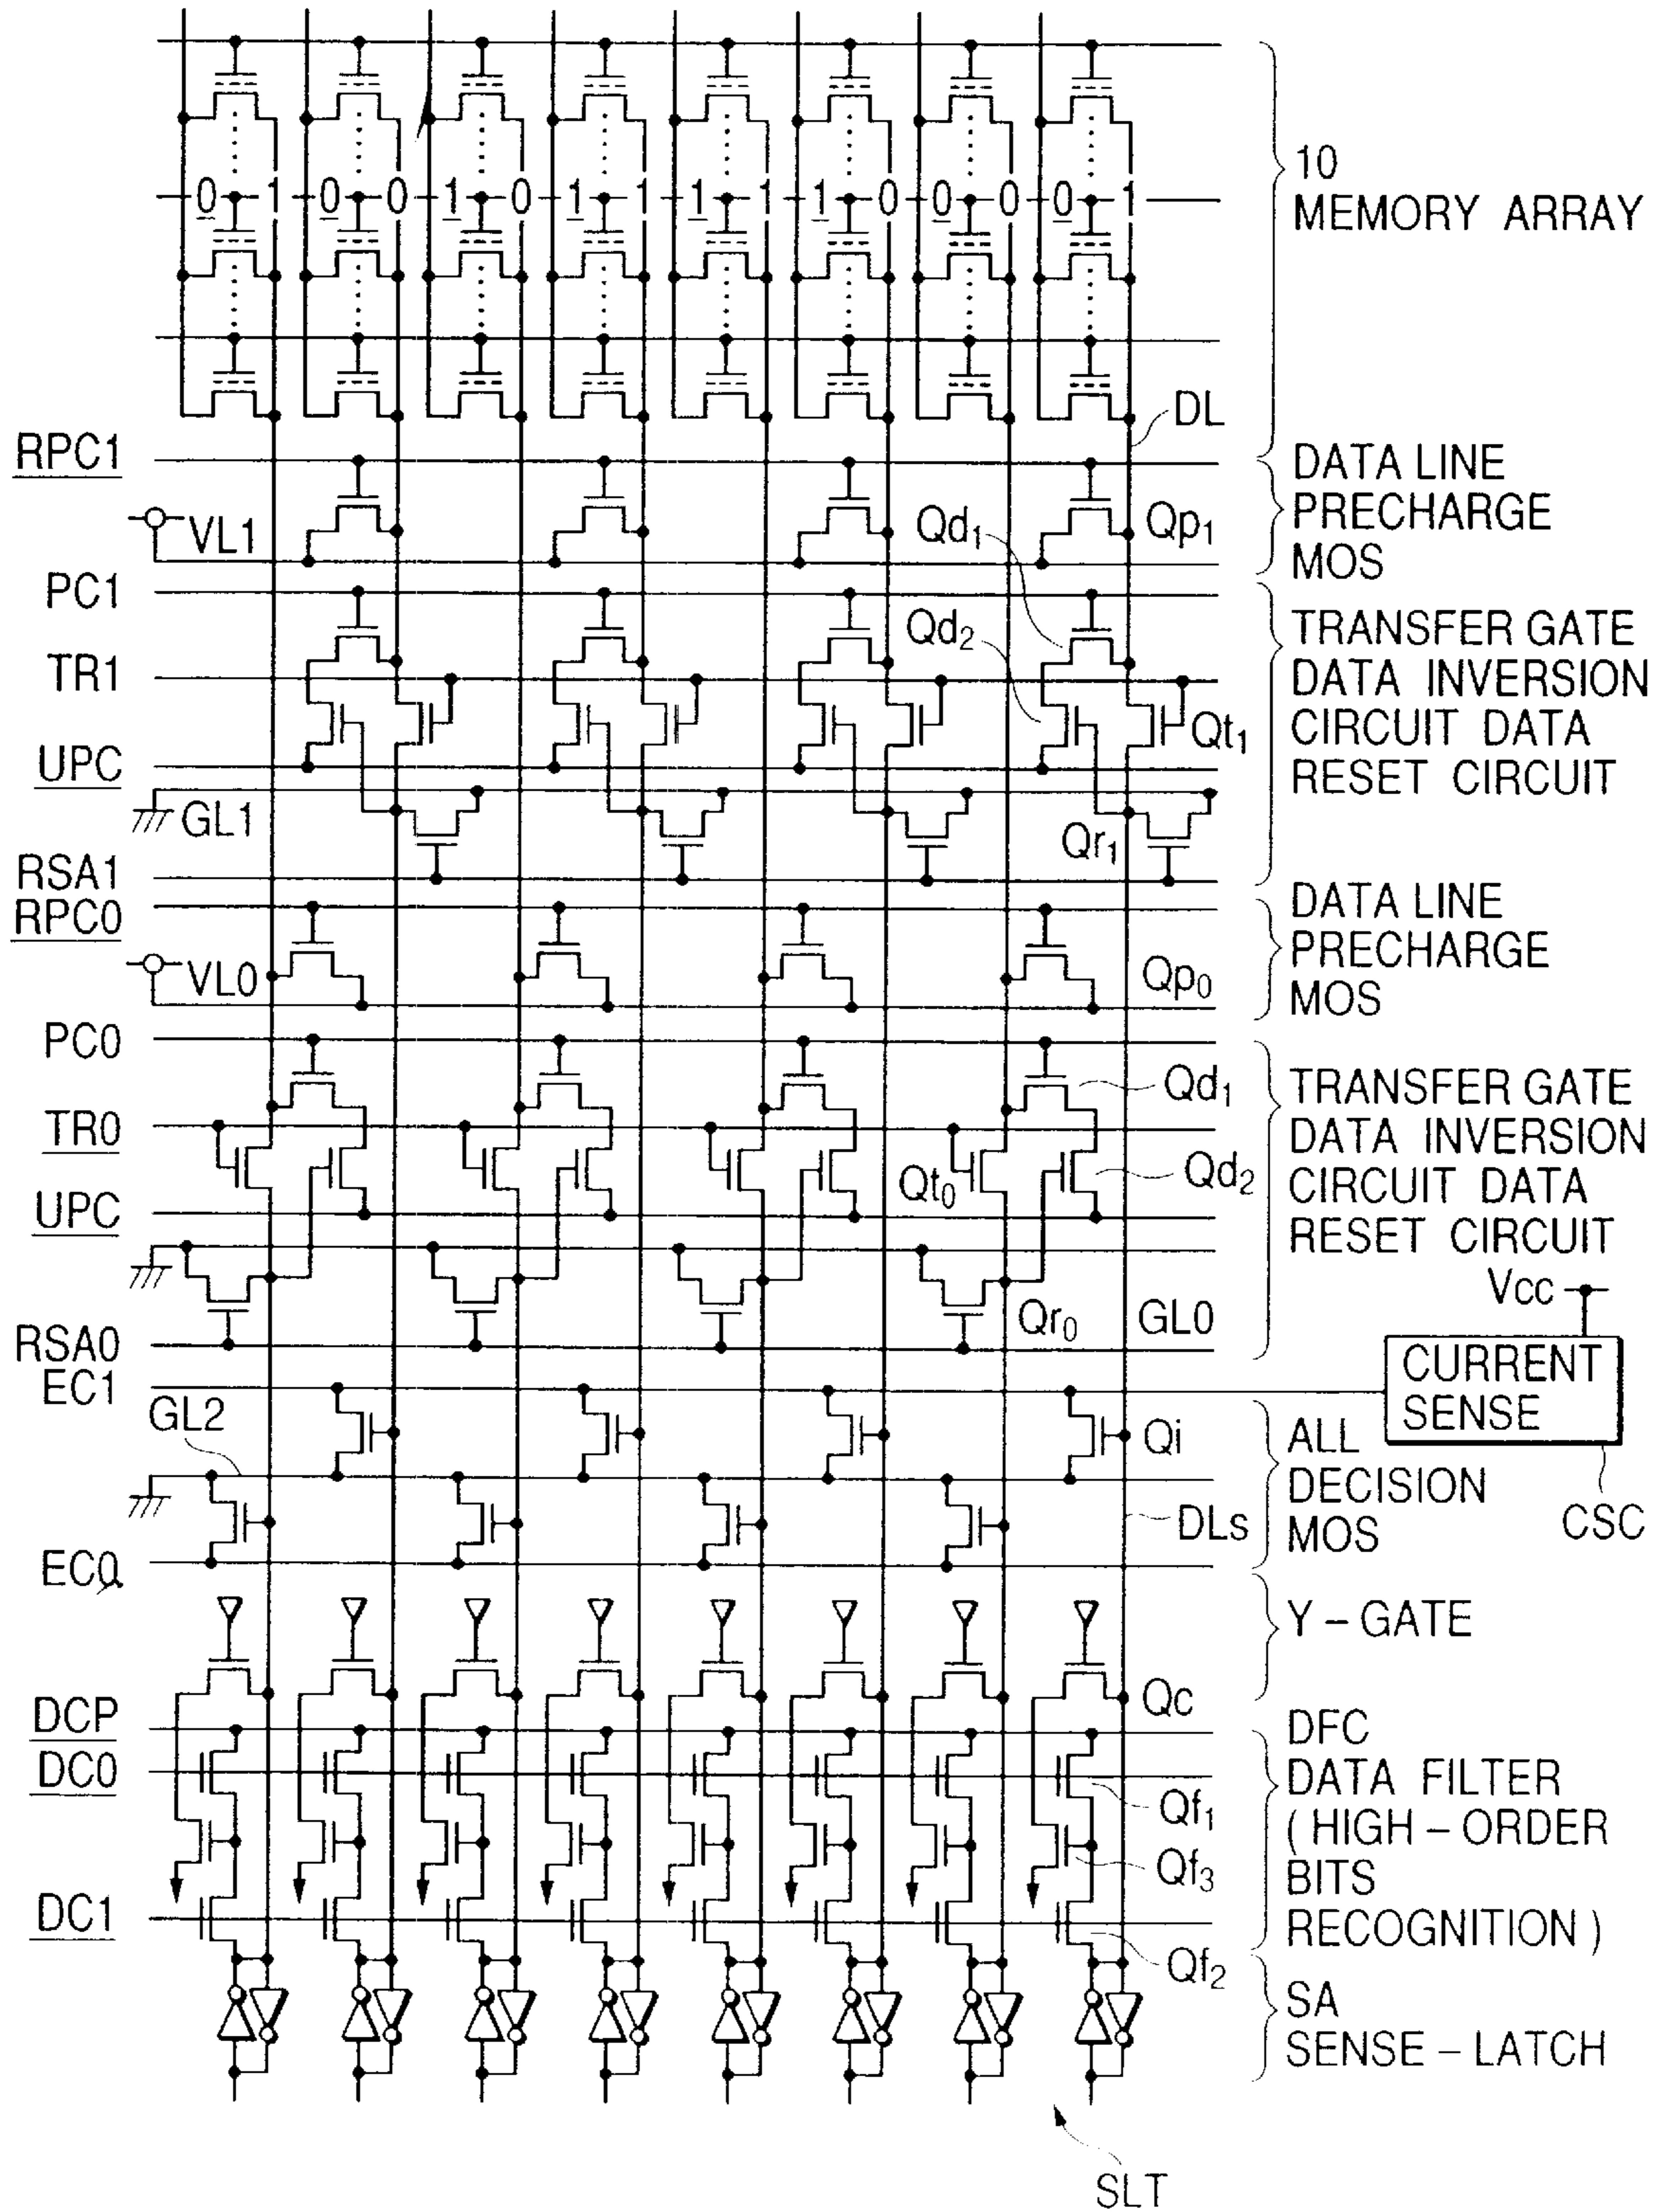 0 1 0 0 1 0 1 1 1 1 1 0 0 0 0 1
10
MEMORY ARRAY
DL
RPC1
VL1
Qp1
DATA LINE
PRECHARGE
MOS
PC1
TR1
UPC
GL1
RSA1
Qd1
Qd2
Qt1
Qr1
TRANSFER GATE
DATA INVERSION
CIRCUIT DATA
RESET CIRCUIT
RPC0
VL0
Qp0
DATA LINE
PRECHARGE
MOS
PC0
TR0
UPC
RSA0
Qd1
Qt0
Qd2
Qr0
GL0
TRANSFER GATE
DATA INVERSION
CIRCUIT DATA
RESET CIRCUIT
Vcc
CURRENT
SENSE
CSC
EC1
GL2
EC0
Qi
DLs
ALL
DECISION
MOS
Y-GATE
Qc
DCP
DC0
DC1
Qf1
Qf3
Qf2
DFC
DATA FILTER
(HIGH-ORDER
BITS
RECOGNITION)
SA
SENSE-LATCH
SLT